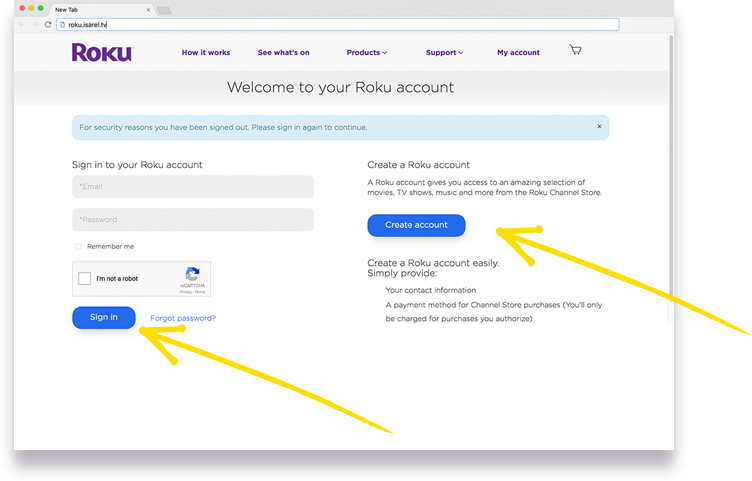 New Tab
roku.isarel.tv
Roku
How it works See what's on Products Support My account
Welcome to your Roku account
For security reasons you have been signed out. Please sign in again to continue.
Sign in to your Roku account
*Email
*Password
Remember me
I'm not a robot
reCAPTCHA
Privacy - Terms
Sign in Forgot password?
Create a Roku account
A Roku account gives you access to an amazing selection of
movies, TV shows, music and more from the Roku Channel Store.
Create account
Create a Roku account easily.
Simply provide:
Your contact information
A payment method for Channel Store purchases (You'll only
be charged for purchases you authorize)